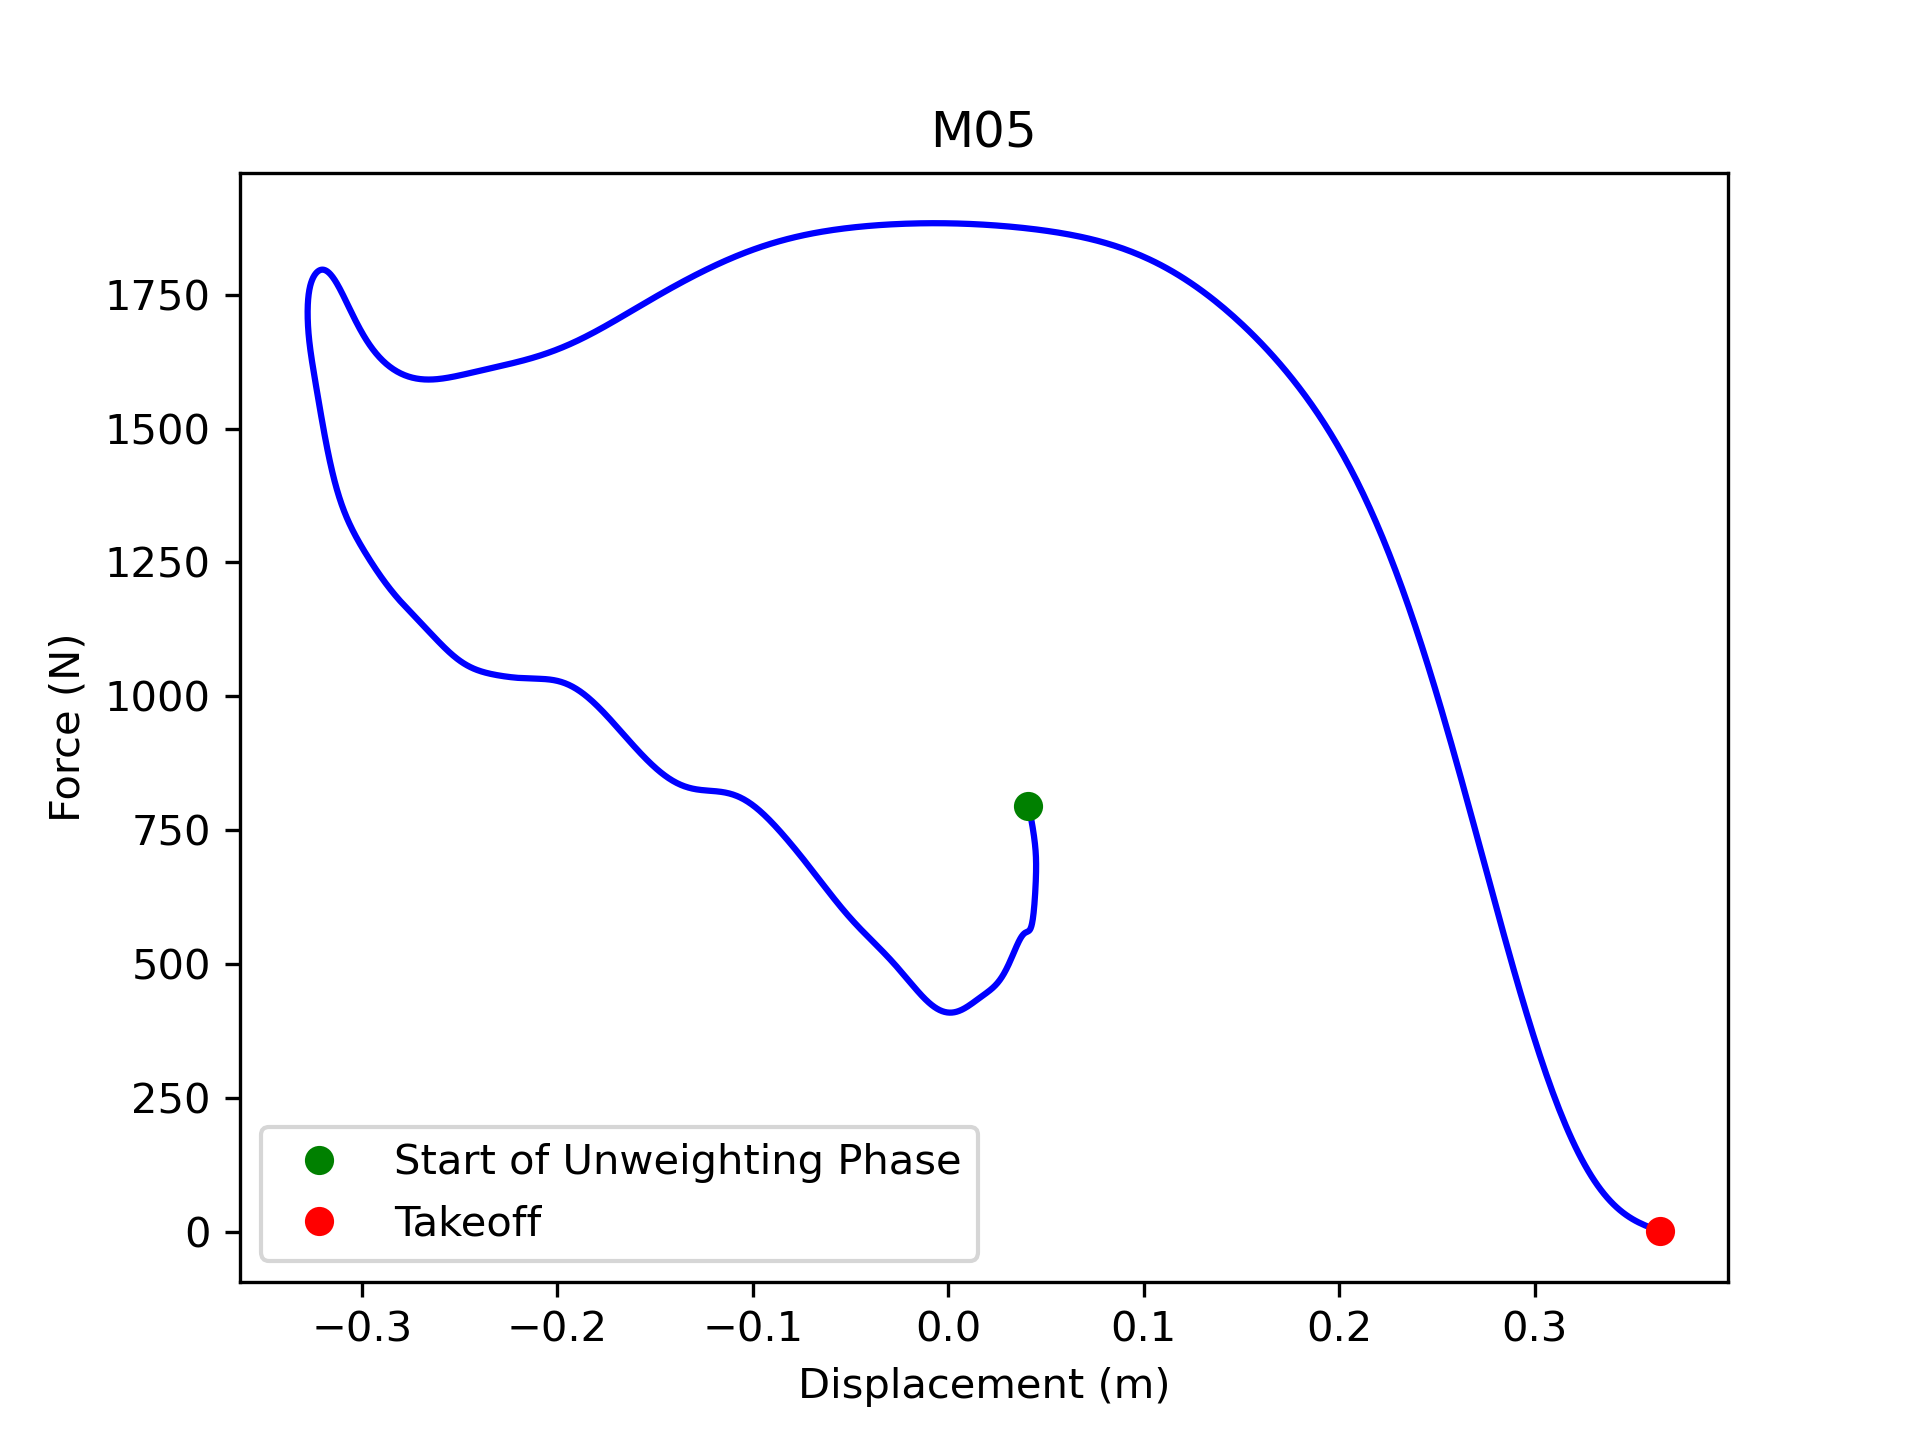 M05
Force (N)
1750
1500
1250
1000
750
500
250
0
−0.3 −0.2 −0.1 0.0 0.1 0.2 0.3
Displacement (m)
Start of Unweighting Phase
Takeoff